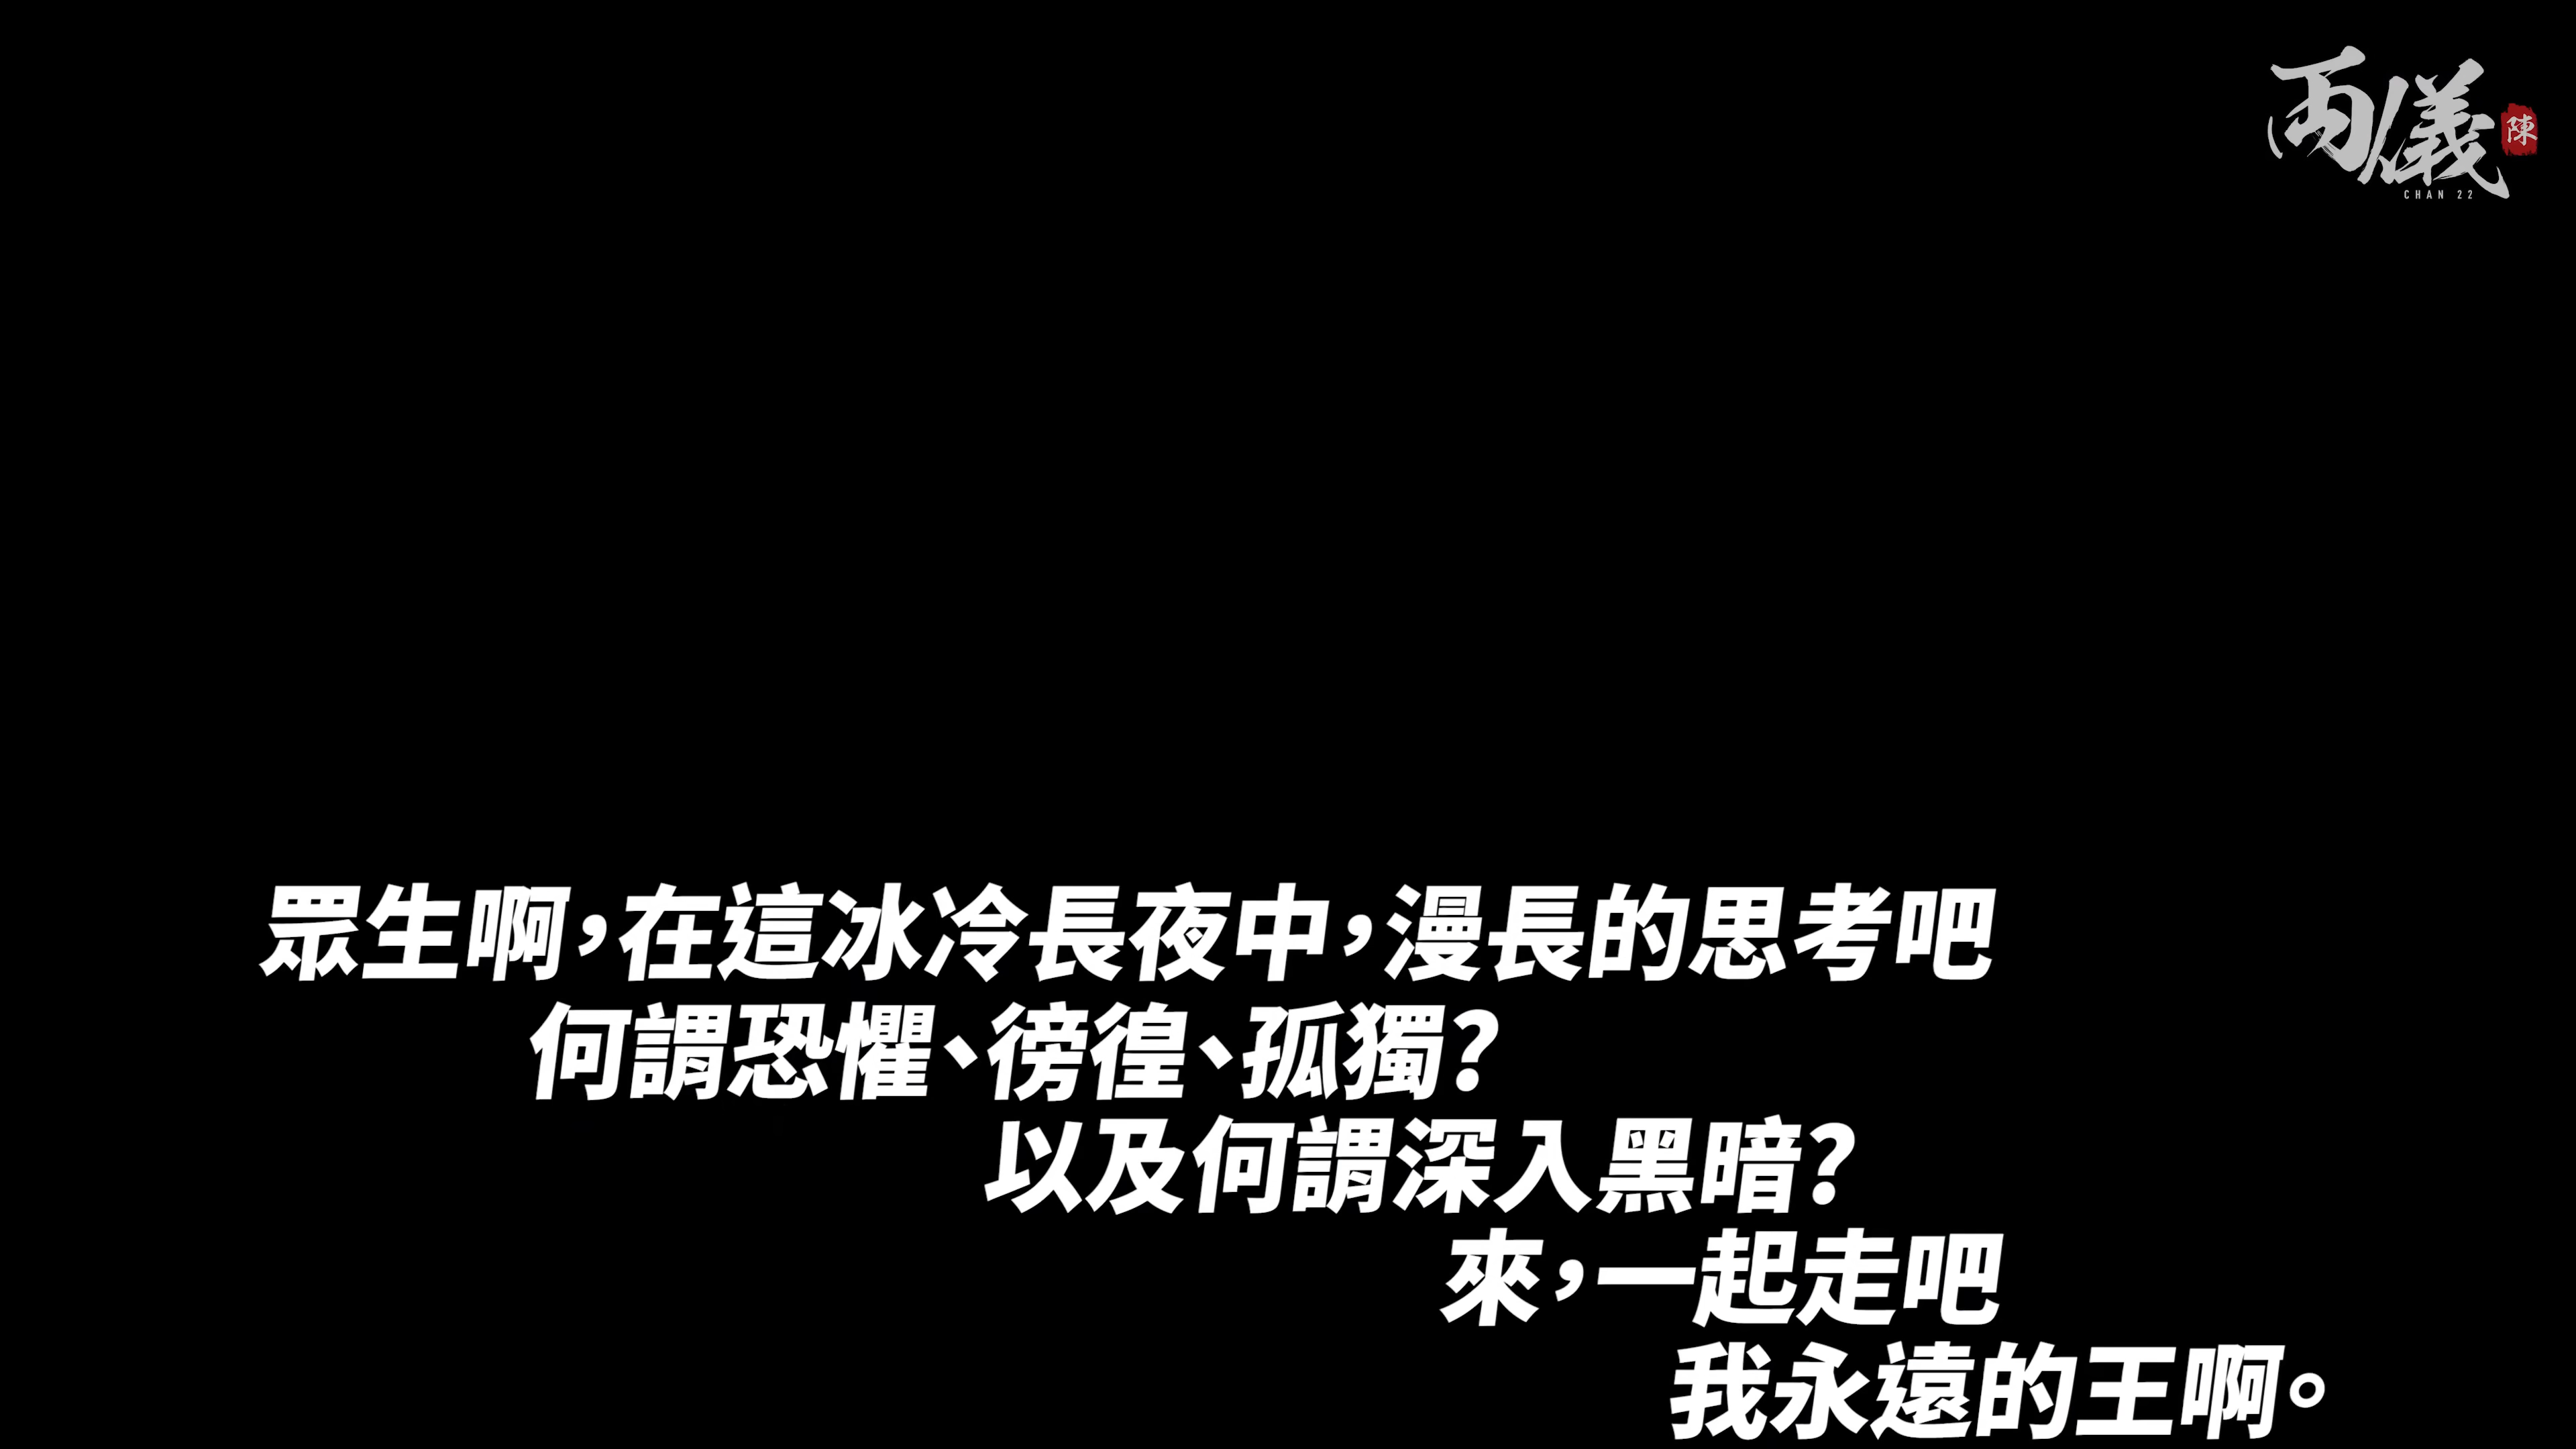 兩儀
陳
CHAN 22
眾生啊，在這冰冷長夜中，漫長的思考吧
何謂恐懼、徬徨、孤獨？
以及何謂深入黑暗？
來，一起走吧
我永遠的王啊。